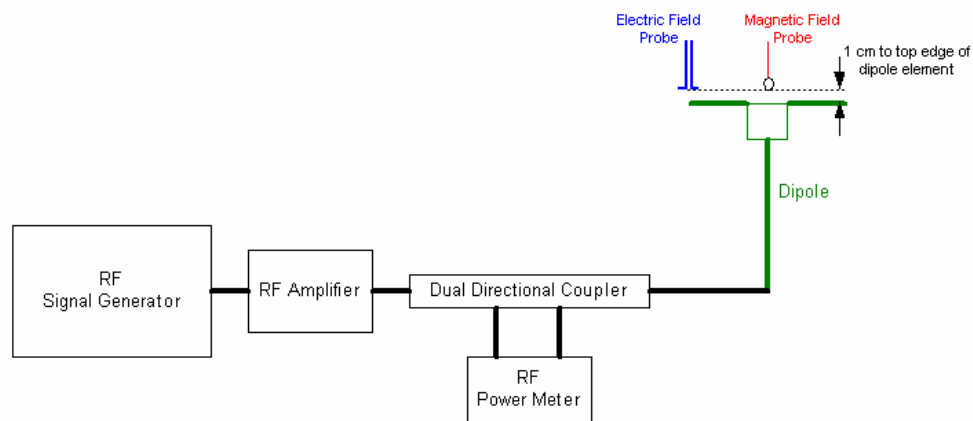 Electric Field
Probe
Magnetic Field
Probe
1 cm to top edge of
dipole element
Dipole
RF
Signal Generator
RF Amplifier
Dual Directional Coupler
RF
Power Meter